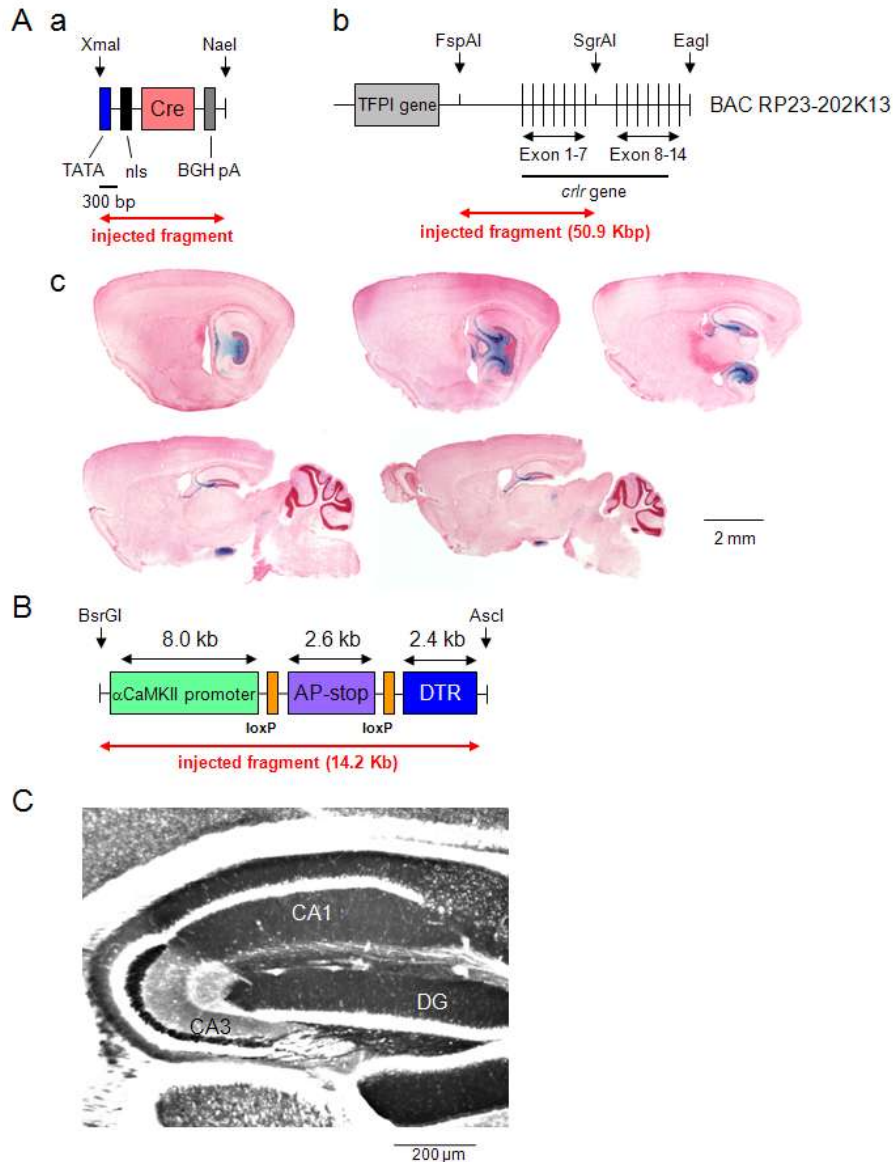 A a
XmaI NaeI
Cre
TATA nls BGH pA
300 bp
injected fragment
b
FspAI SgrAI EagI
TFPI gene
BAC RP23-202K13
Exon 1-7 Exon 8-14
crlr gene
injected fragment (50.9 Kbp)
c
2 mm
B
BsrGI AscI
8.0 kb 2.6 kb 2.4 kb
αCaMKII promoter AP-stop DTR
loxP loxP
injected fragment (14.2 Kb)
C
CA1
DG
CA3
200 µm